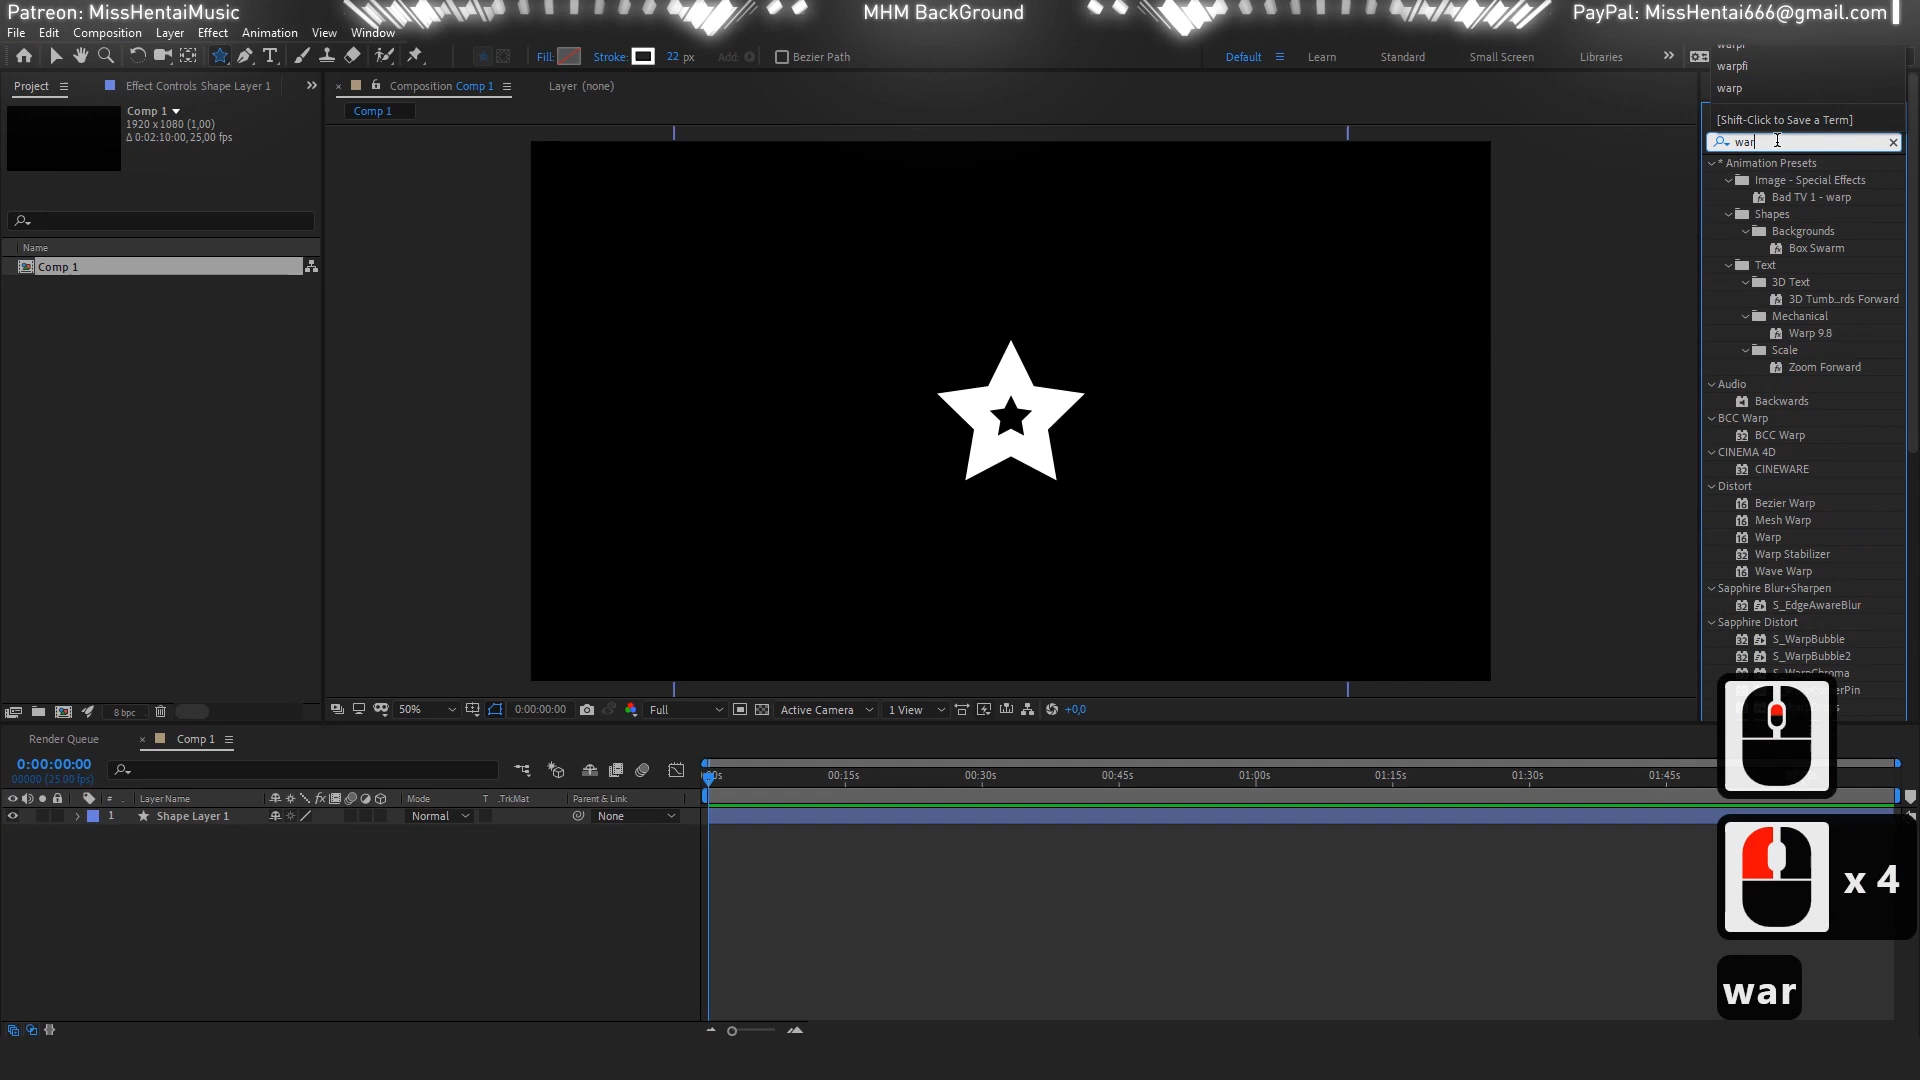 Patreon: MissHentaiMusic
MHM BackGround
PayPal: MissHentai666@gmail.com
File Edit Composition Layer Effect Animation View Window
Fill: Stroke: 22 px Add: Bezier Path
Default Learn Standard Small Screen Libraries
Project
Effect Controls Shape Layer 1
Composition Comp 1
Layer (none)
Comp 1
1920 x 1080 (1,00)
Δ 0:02:10:00, 25,00 fps
Comp 1
Name
Comp 1
8 bpc
50% 0:00:00:00 Full Active Camera 1 View +0,0
warpfi
warp
[Shift-Click to Save a Term]
war
* Animation Presets
Image - Special Effects
Bad TV 1 - warp
Shapes
Backgrounds
Box Swarm
Text
3D Text
3D Tumb...rds Forward
Mechanical
Warp 9.8
Scale
Zoom Forward
Audio
Backwards
BCC Warp
BCC Warp
CINEMA 4D
CINEWARE
Distort
Bezier Warp
Mesh Warp
Warp
Warp Stabilizer
Wave Warp
Sapphire Blur+Sharpen
S_EdgeAwareBlur
Sapphire Distort
S_WarpBubble
S_WarpBubble2
S_WarpChroma
Render Queue
Comp 1
0:00:00:00
00000 (25.00 fps)
00s 00:15s 00:30s 00:45s 01:00s 01:15s 01:30s 01:45s
# Layer Name Mode T .TrkMat Parent & Link
1 Shape Layer 1 Normal None
x 4
war